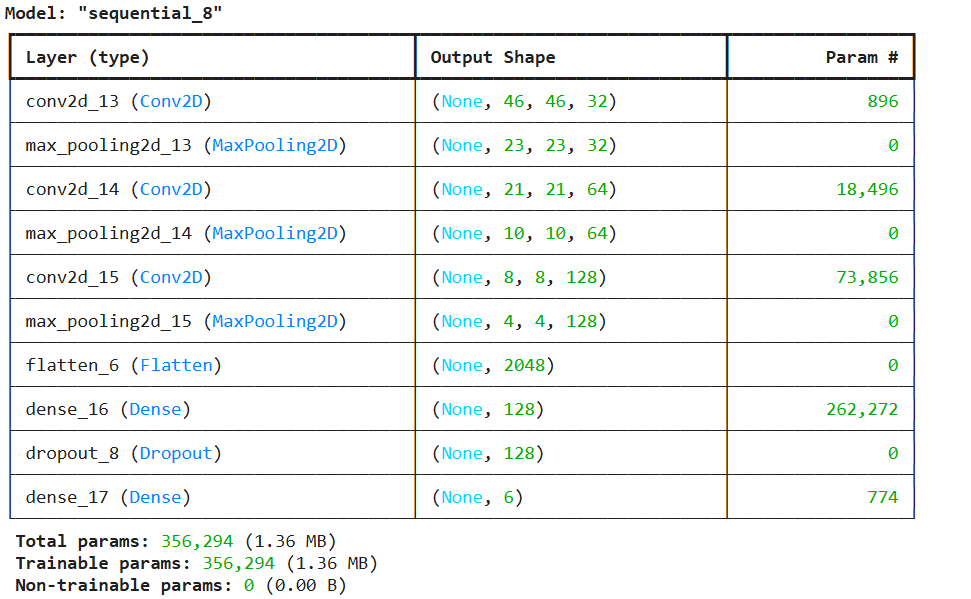 Model: "sequential_8"
Layer (type) Output Shape Param #
conv2d_13 (Conv2D) (None, 46, 46, 32) 896
max_pooling2d_13 (MaxPooling2D) (None, 23, 23, 32) 0
conv2d_14 (Conv2D) (None, 21, 21, 64) 18,496
max_pooling2d_14 (MaxPooling2D) (None, 10, 10, 64) 0
conv2d_15 (Conv2D) (None, 8, 8, 128) 73,856
max_pooling2d_15 (MaxPooling2D) (None, 4, 4, 128) 0
flatten_6 (Flatten) (None, 2048) 0
dense_16 (Dense) (None, 128) 262,272
dropout_8 (Dropout) (None, 128) 0
dense_17 (Dense) (None, 6) 774
Total params: 356,294 (1.36 MB)
Trainable params: 356,294 (1.36 MB)
Non-trainable params: 0 (0.00 B)